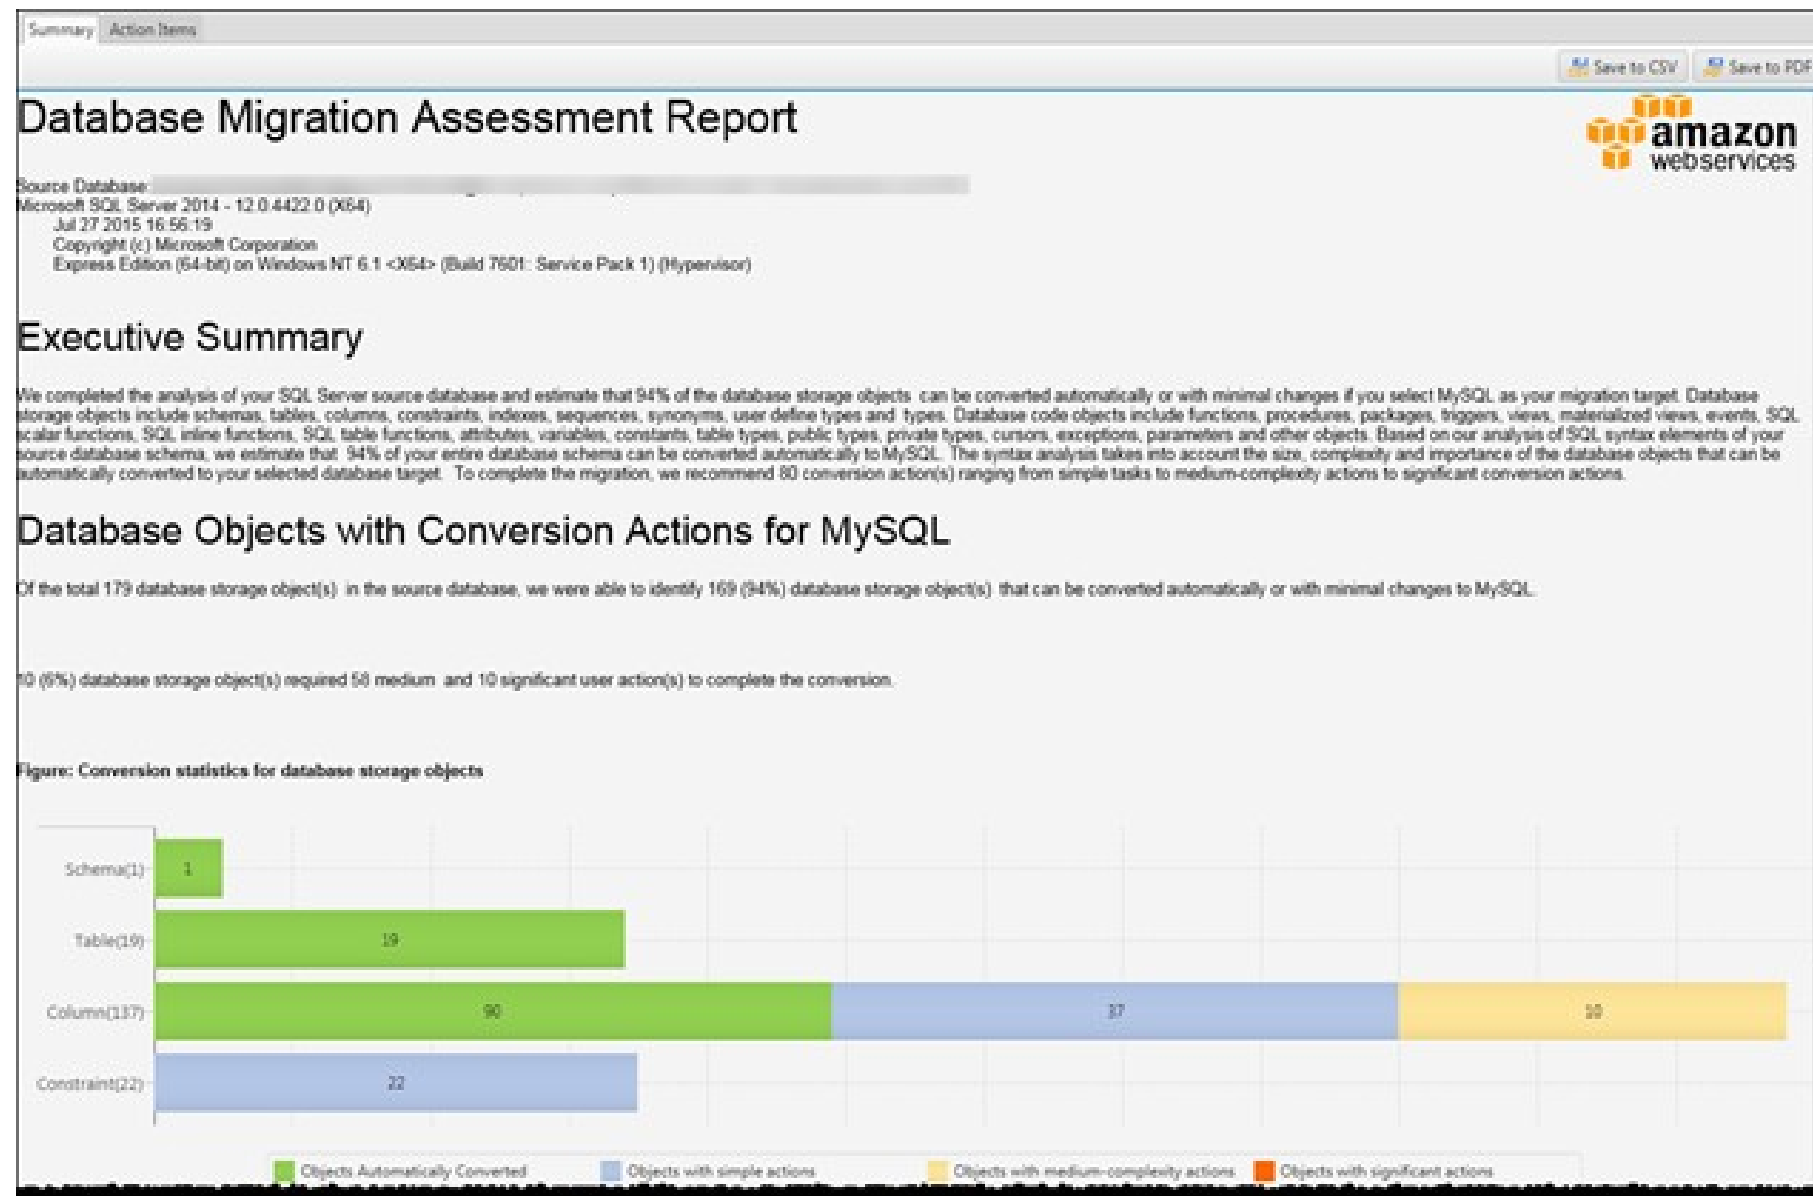 Summary Action Items
Save to CSV Save to PDF
Database Migration Assessment Report
amazon
webservices
Source Database:
Microsoft SQL Server 2014 - 12.0.4422.0 (X64)
Jul 27 2015 16:56:19
Copyright (c) Microsoft Corporation
Express Edition (64-bit) on Windows NT 6.1 <X64> (Build 7601: Service Pack 1) (Hypervisor)
Executive Summary
We completed the analysis of your SQL Server source database and estimate that 94% of the database storage objects can be converted automatically or with minimal changes if you select MySQL as your migration target. Database
storage objects include schemas, tables, columns, constraints, indexes, sequences, synonyms, user define types and types. Database code objects include functions, procedures, packages, triggers, views, materialized views, events, SQL
scalar functions, SQL inline functions, SQL table functions, attributes, variables, constants, table types, public types, private types, cursors, exceptions, parameters and other objects. Based on our analysis of SQL syntax elements of your
source database schema, we estimate that 94% of your entire database schema can be converted automatically to MySQL. The syntax analysis takes into account the size, complexity and importance of the database objects that can be
automatically converted to your selected database target. To complete the migration, we recommend 80 conversion action(s) ranging from simple tasks to medium-complexity actions to significant conversion actions.
Database Objects with Conversion Actions for MySQL
Of the total 179 database storage object(s) in the source database, we were able to identify 169 (94%) database storage object(s) that can be converted automatically or with minimal changes to MySQL.
10 (6%) database storage object(s) required 58 medium and 10 significant user action(s) to complete the conversion.
Figure: Conversion statistics for database storage objects
Schema(1) 1
Table(19) 19
Column(137) 90 37 10
Constraint(22) 22
Objects Automatically Converted Objects with simple actions Objects with medium-complexity actions Objects with significant actions